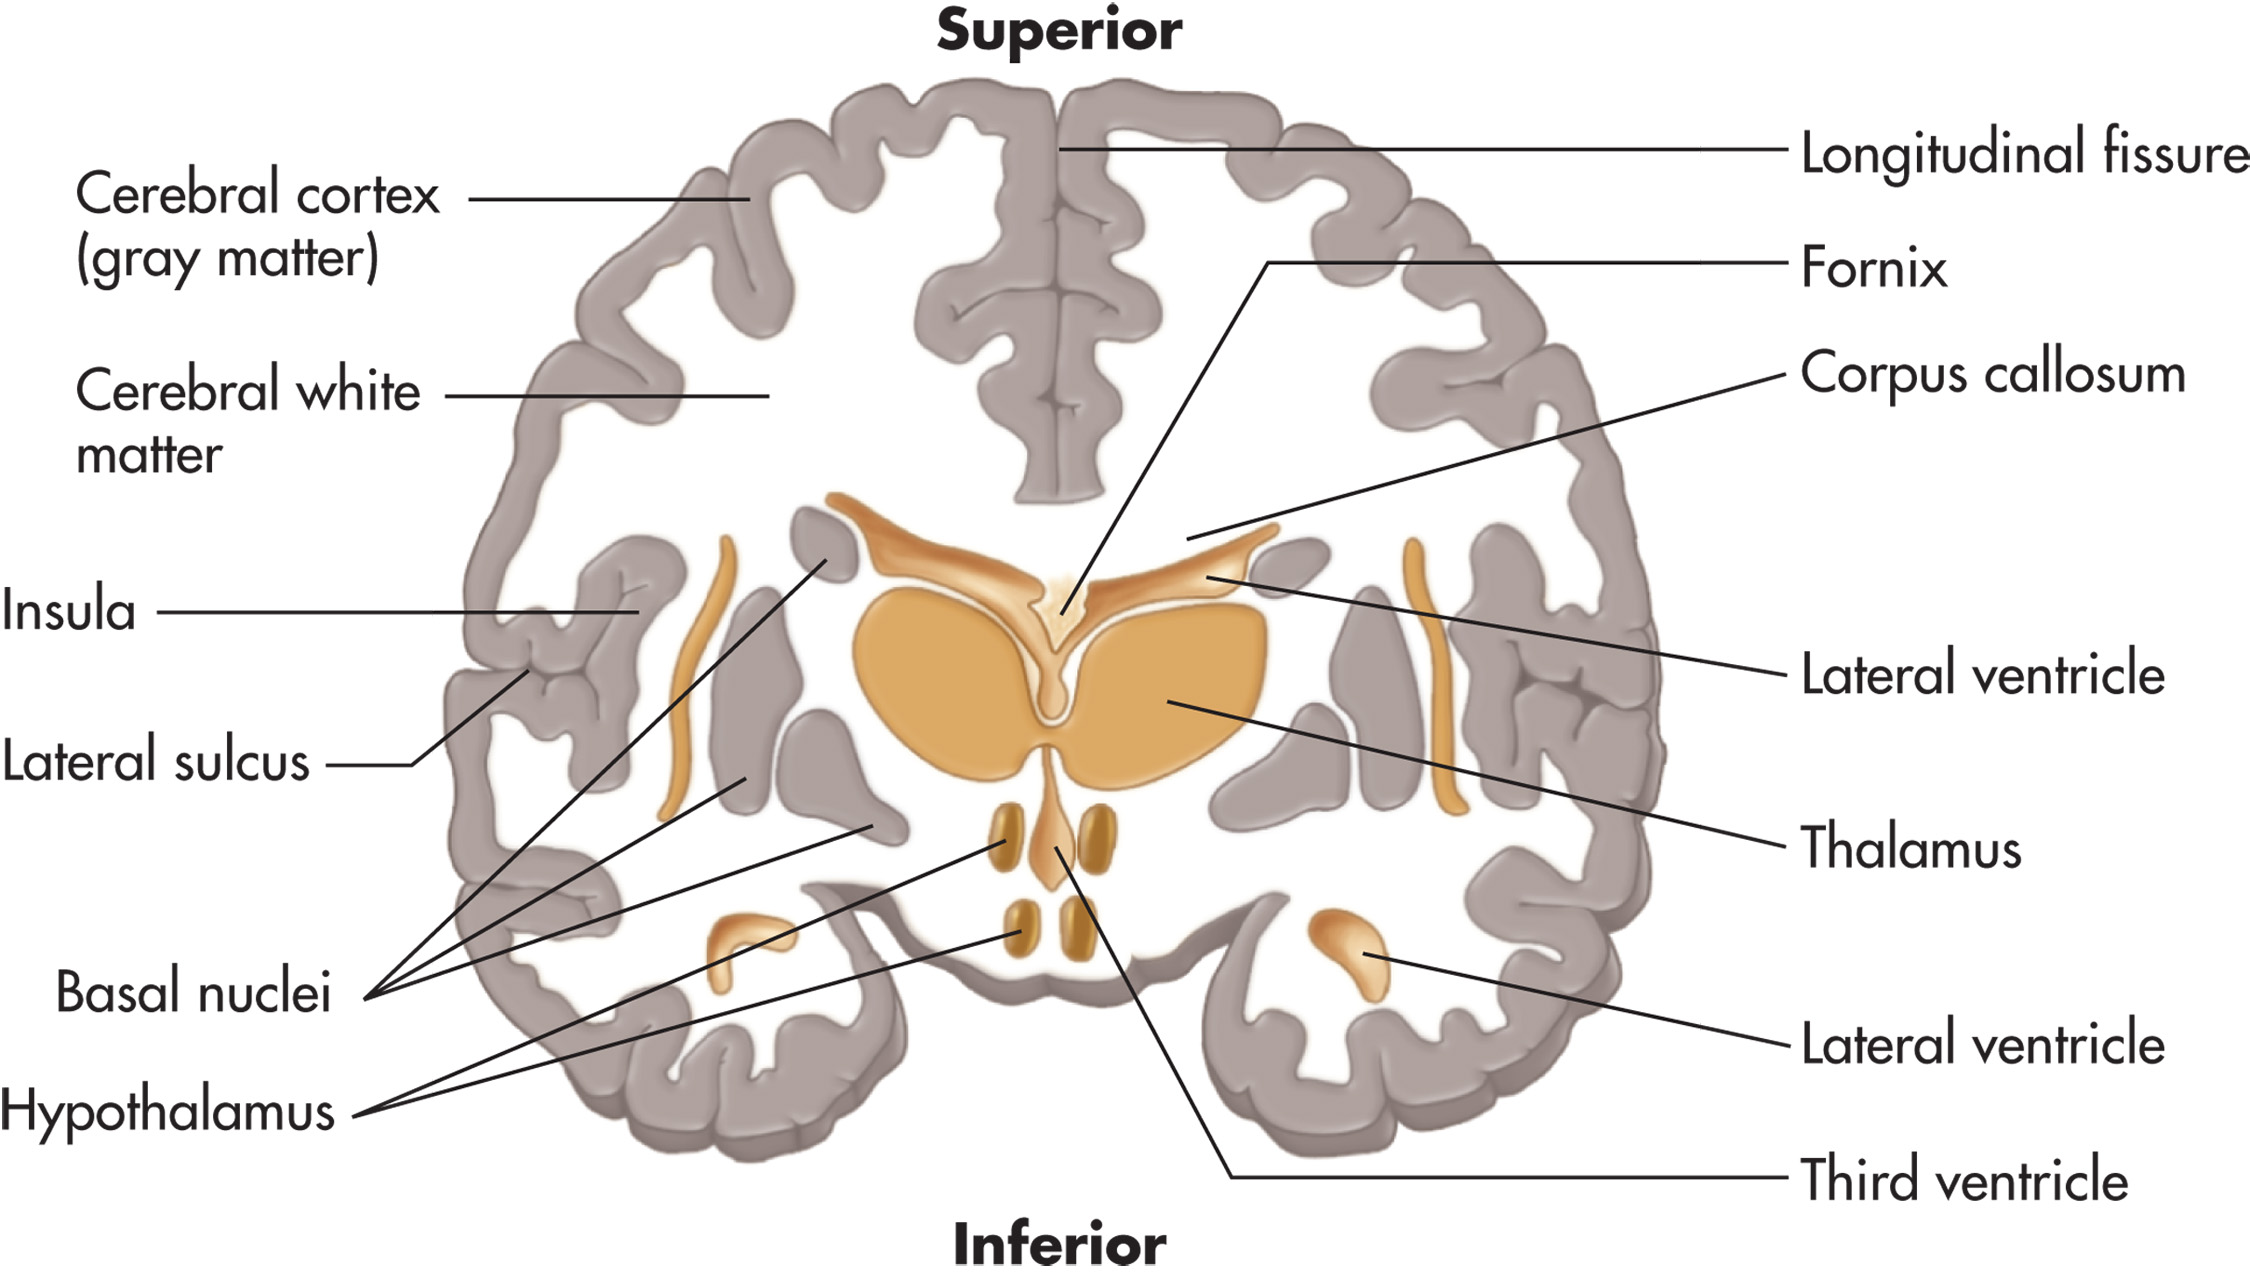 Superior
Cerebral cortex
(gray matter)
Cerebral white
matter
Insula
Lateral sulcus
Basal nuclei
Hypothalamus
Longitudinal fissure
Fornix
Corpus callosum
Lateral ventricle
Thalamus
Lateral ventricle
Third ventricle
Inferior